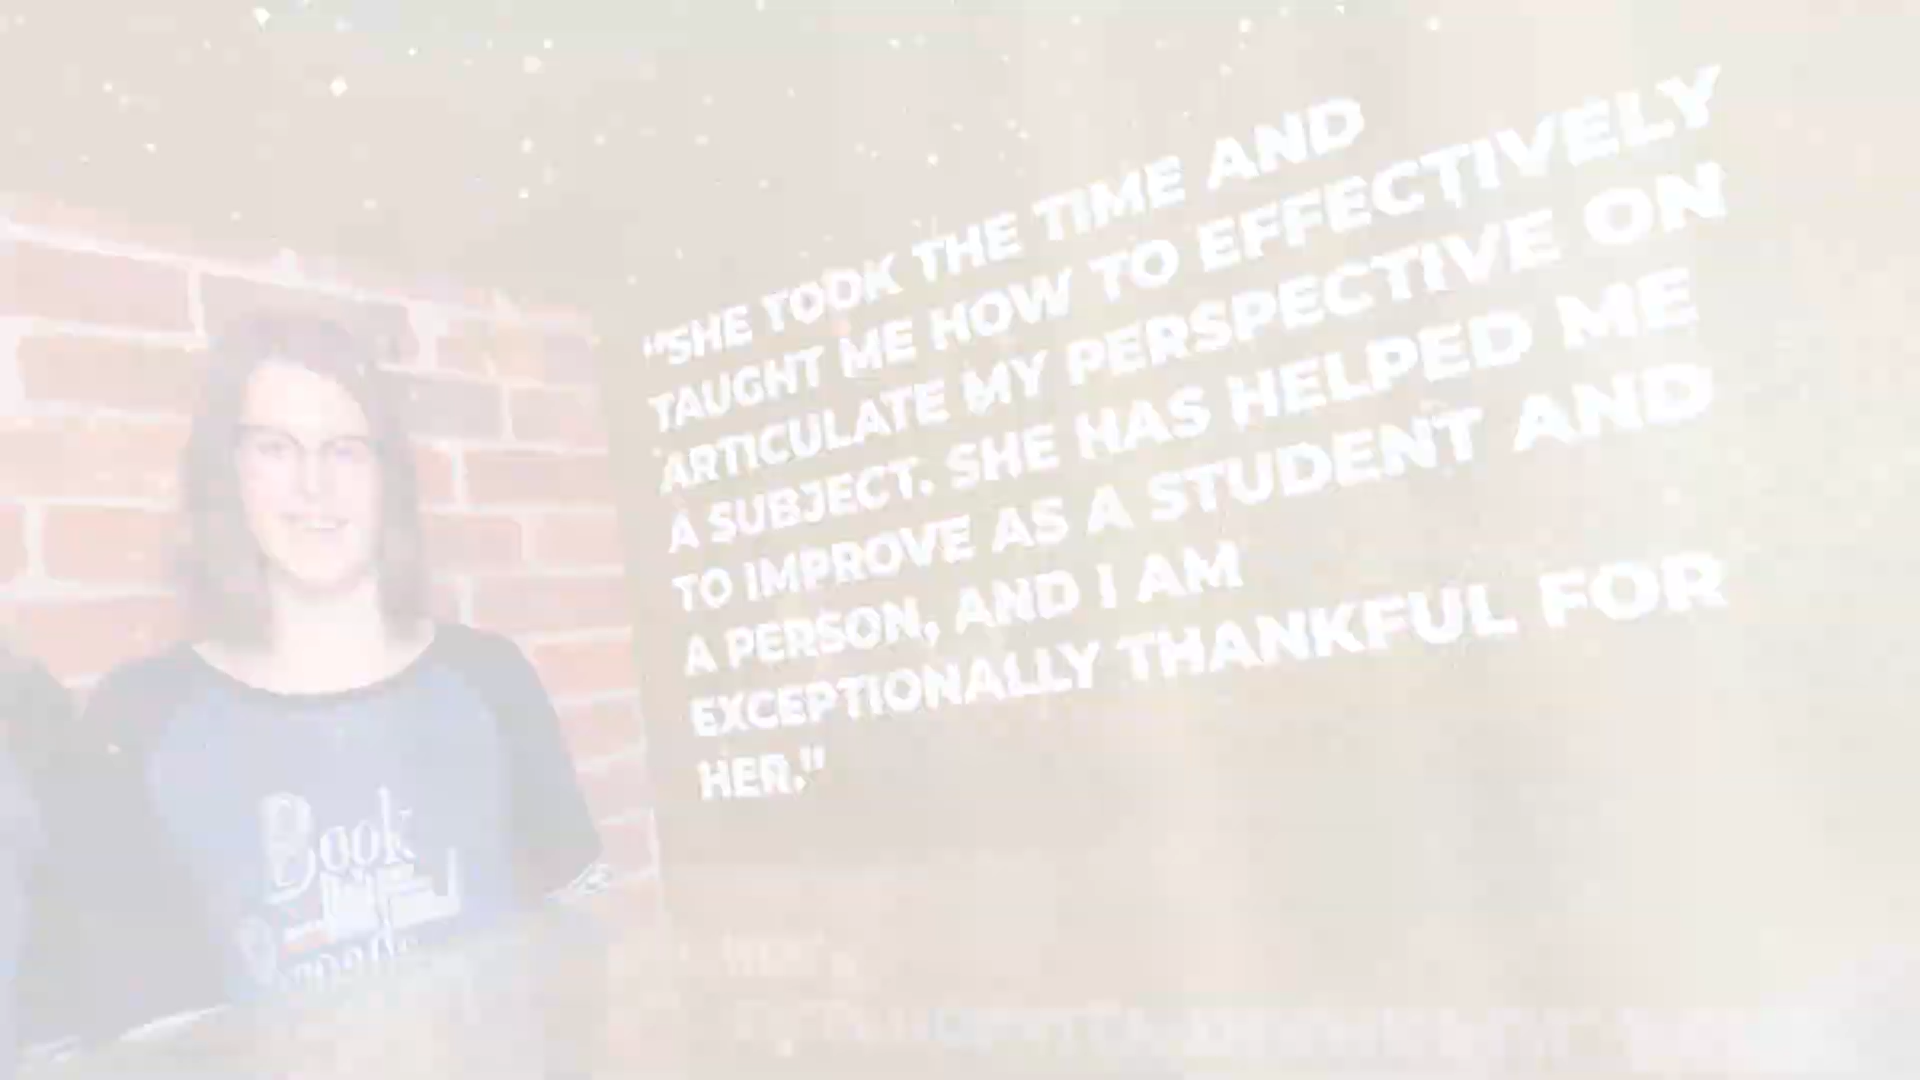 "SHE TOOK THE TIME AND
TAUGHT ME HOW TO EFFECTIVELY
ARTICULATE MY PERSPECTIVE ON
A SUBJECT. SHE HAS HELPED ME
TO IMPROVE AS A STUDENT AND
A PERSON, AND I AM
EXCEPTIONALLY THANKFUL FOR
HER."
Book